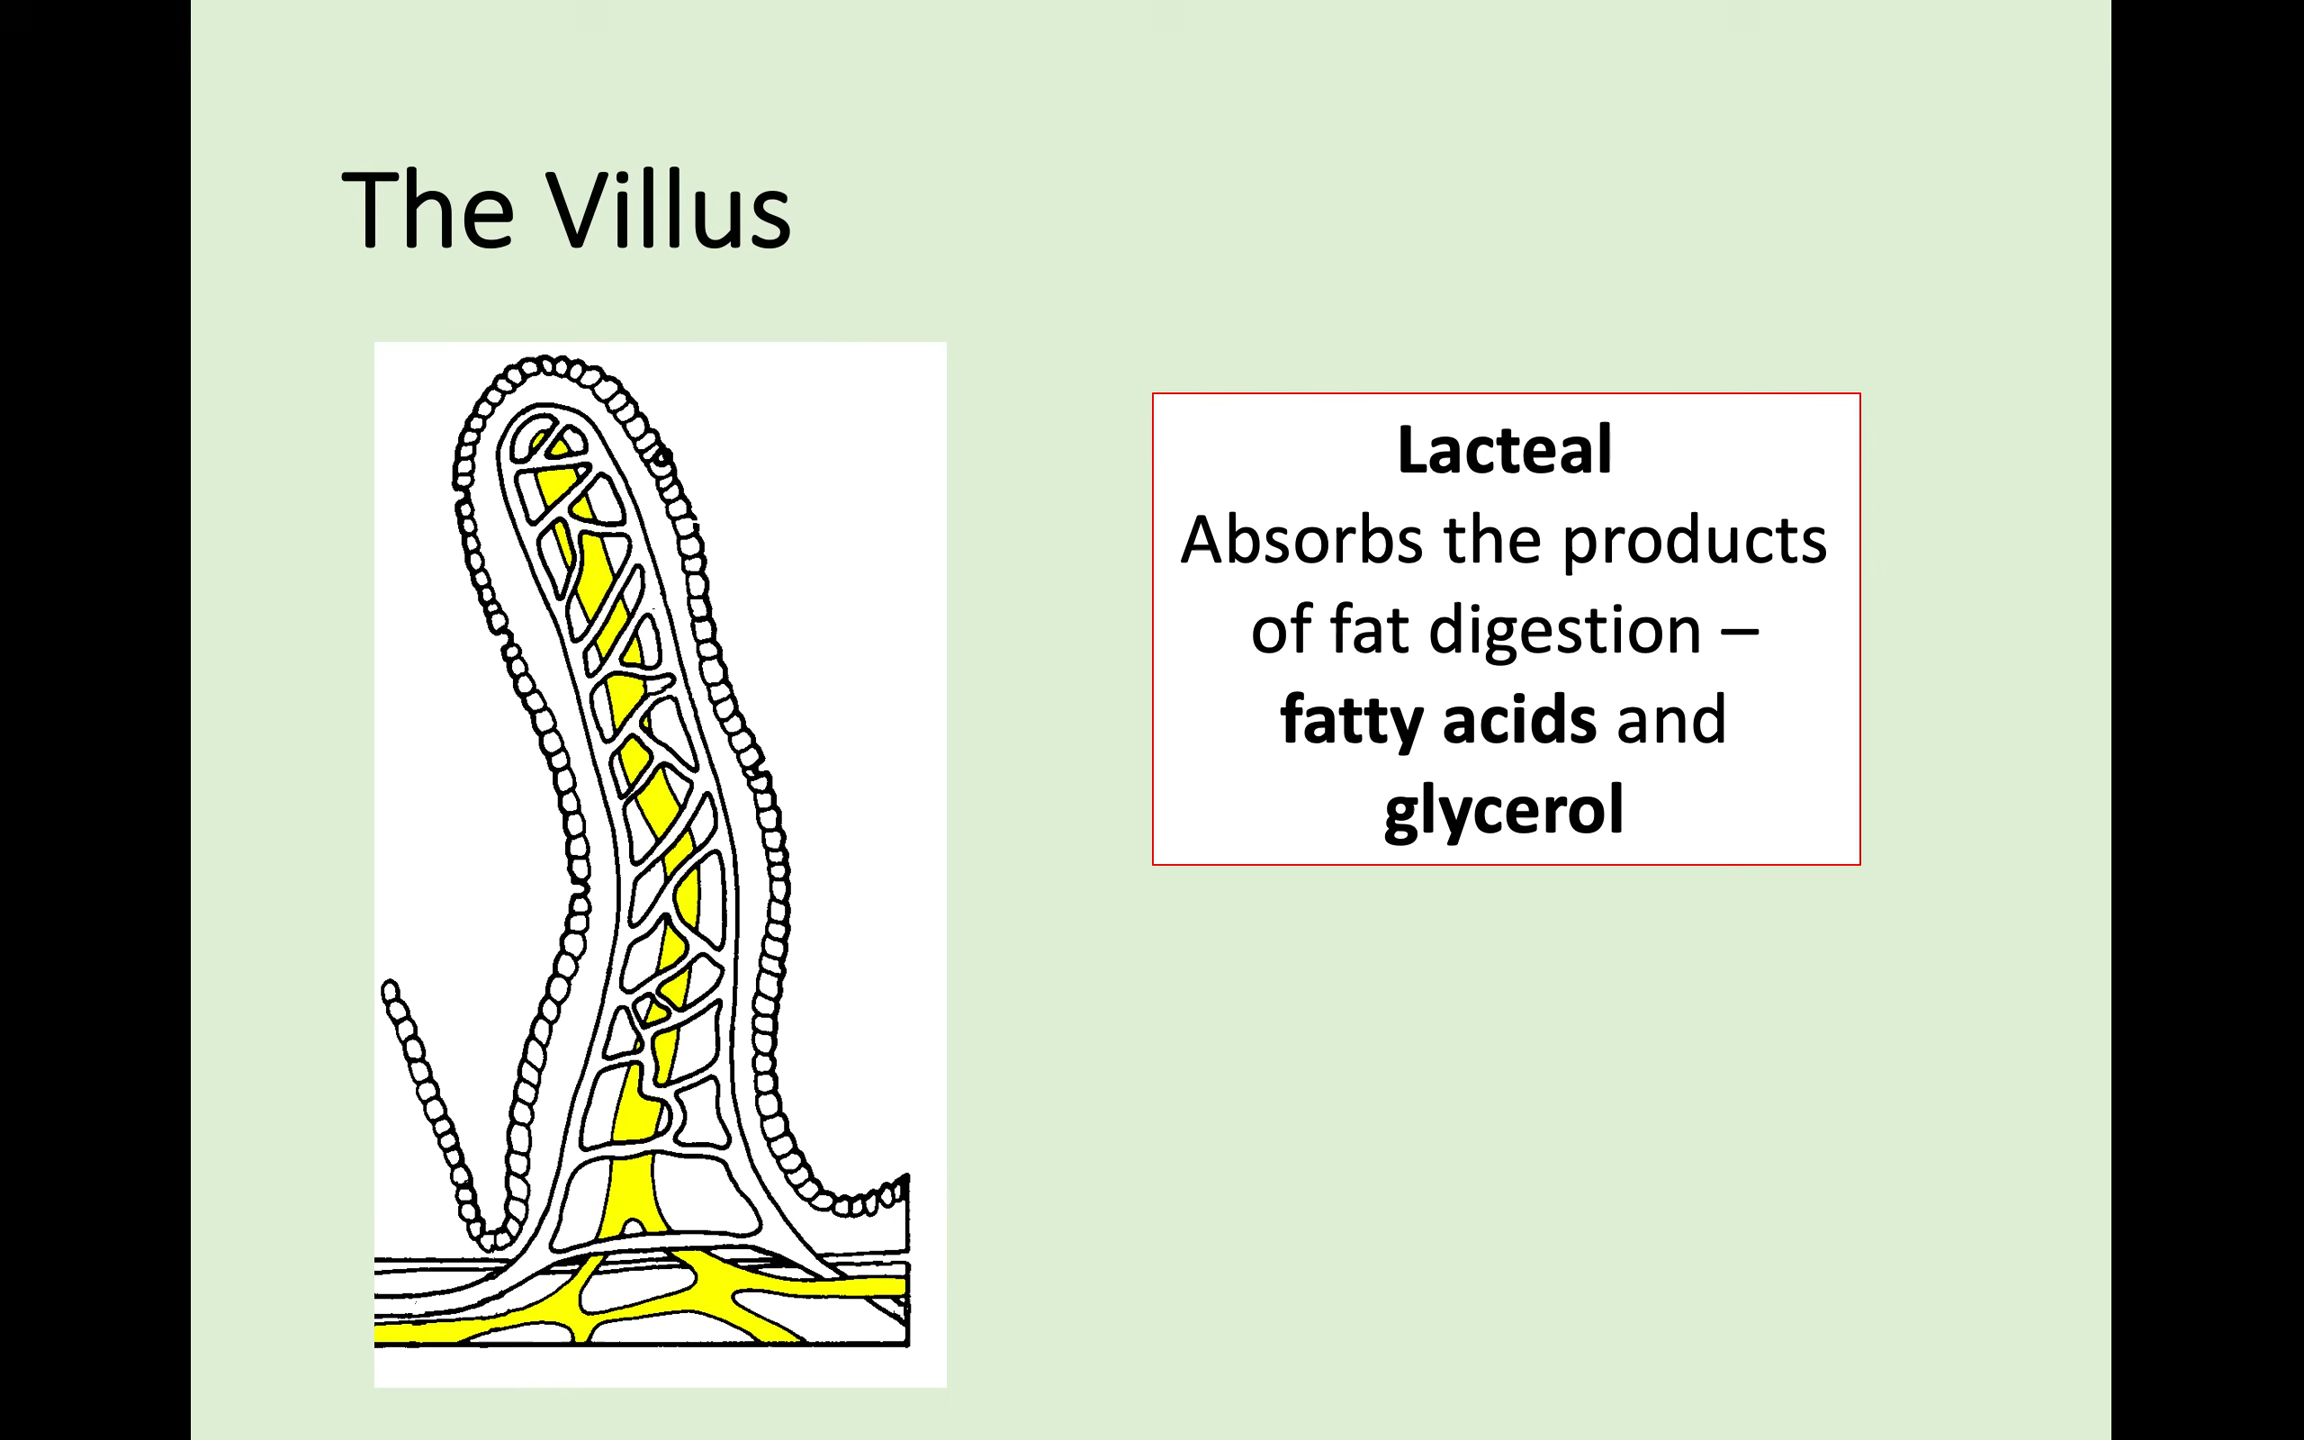 The Villus
Lacteal
Absorbs the products
of fat digestion –
fatty acids and
glycerol